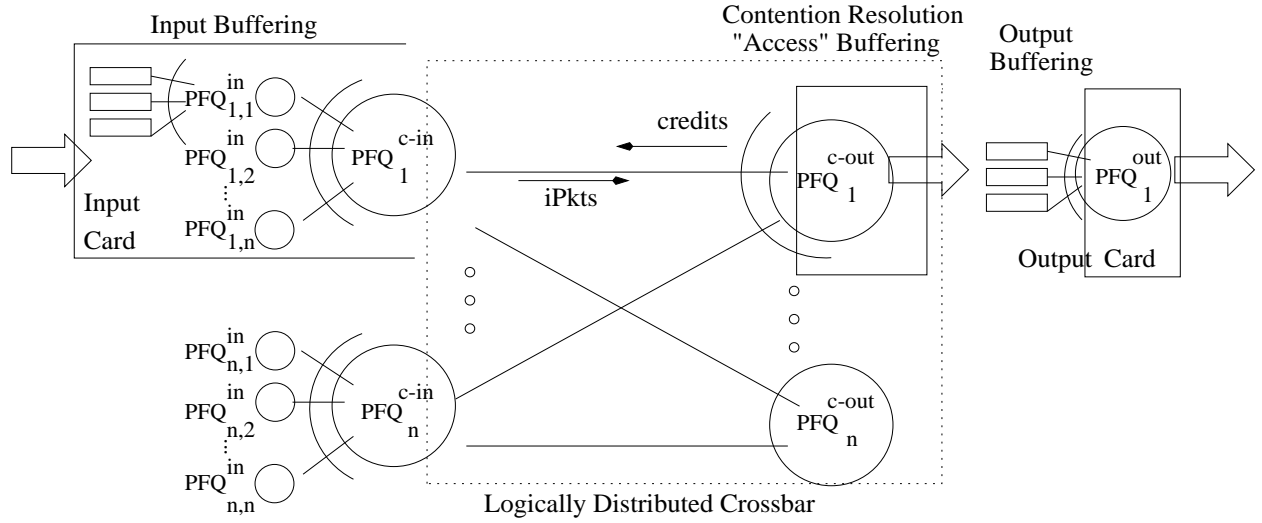 Input Buffering
Contention Resolution
"Access" Buffering
Output
Buffering
PFQ in 1,1
PFQ in 1,2
PFQ in 1,n
Input
Card
PFQ c-in 1
credits
iPkts
PFQ c-out 1
PFQ out 1
Output Card
PFQ in n,1
PFQ in n,2
PFQ in n,n
PFQ c-in n
PFQ c-out n
Logically Distributed Crossbar